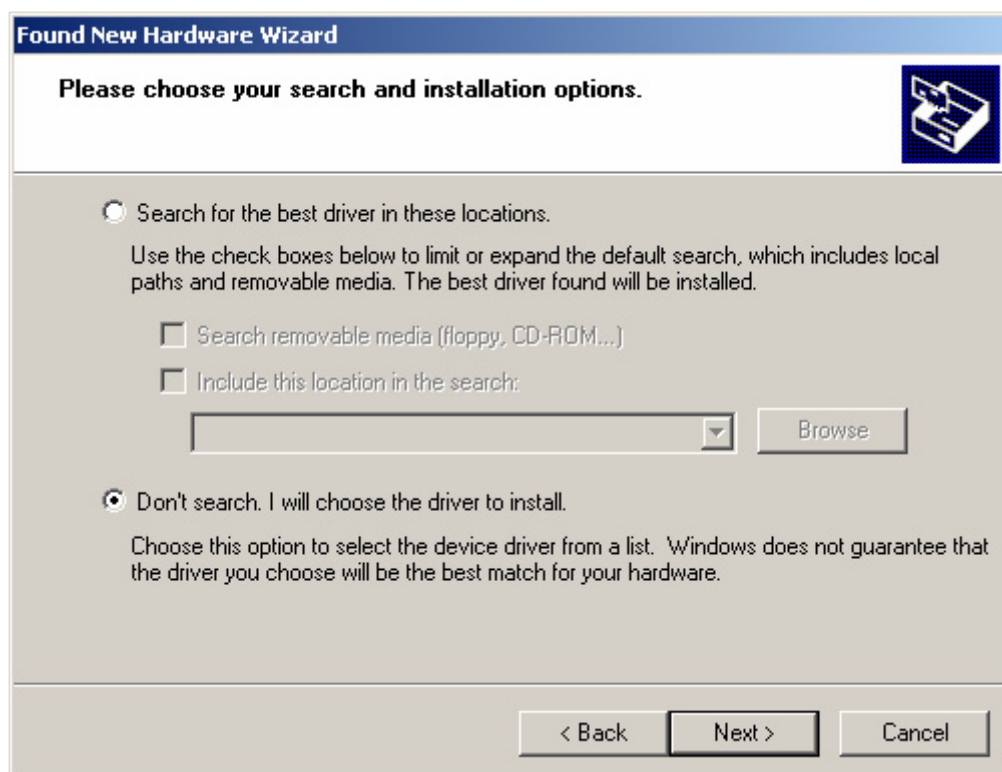 Found New Hardware Wizard
Please choose your search and installation options.
Search for the best driver in these locations.
Use the check boxes below to limit or expand the default search, which includes local
paths and removable media. The best driver found will be installed.
Search removable media (floppy, CD-ROM...)
Include this location in the search:
Browse
Don't search. I will choose the driver to install.
Choose this option to select the device driver from a list.  Windows does not guarantee that
the driver you choose will be the best match for your hardware.
< Back Next > Cancel